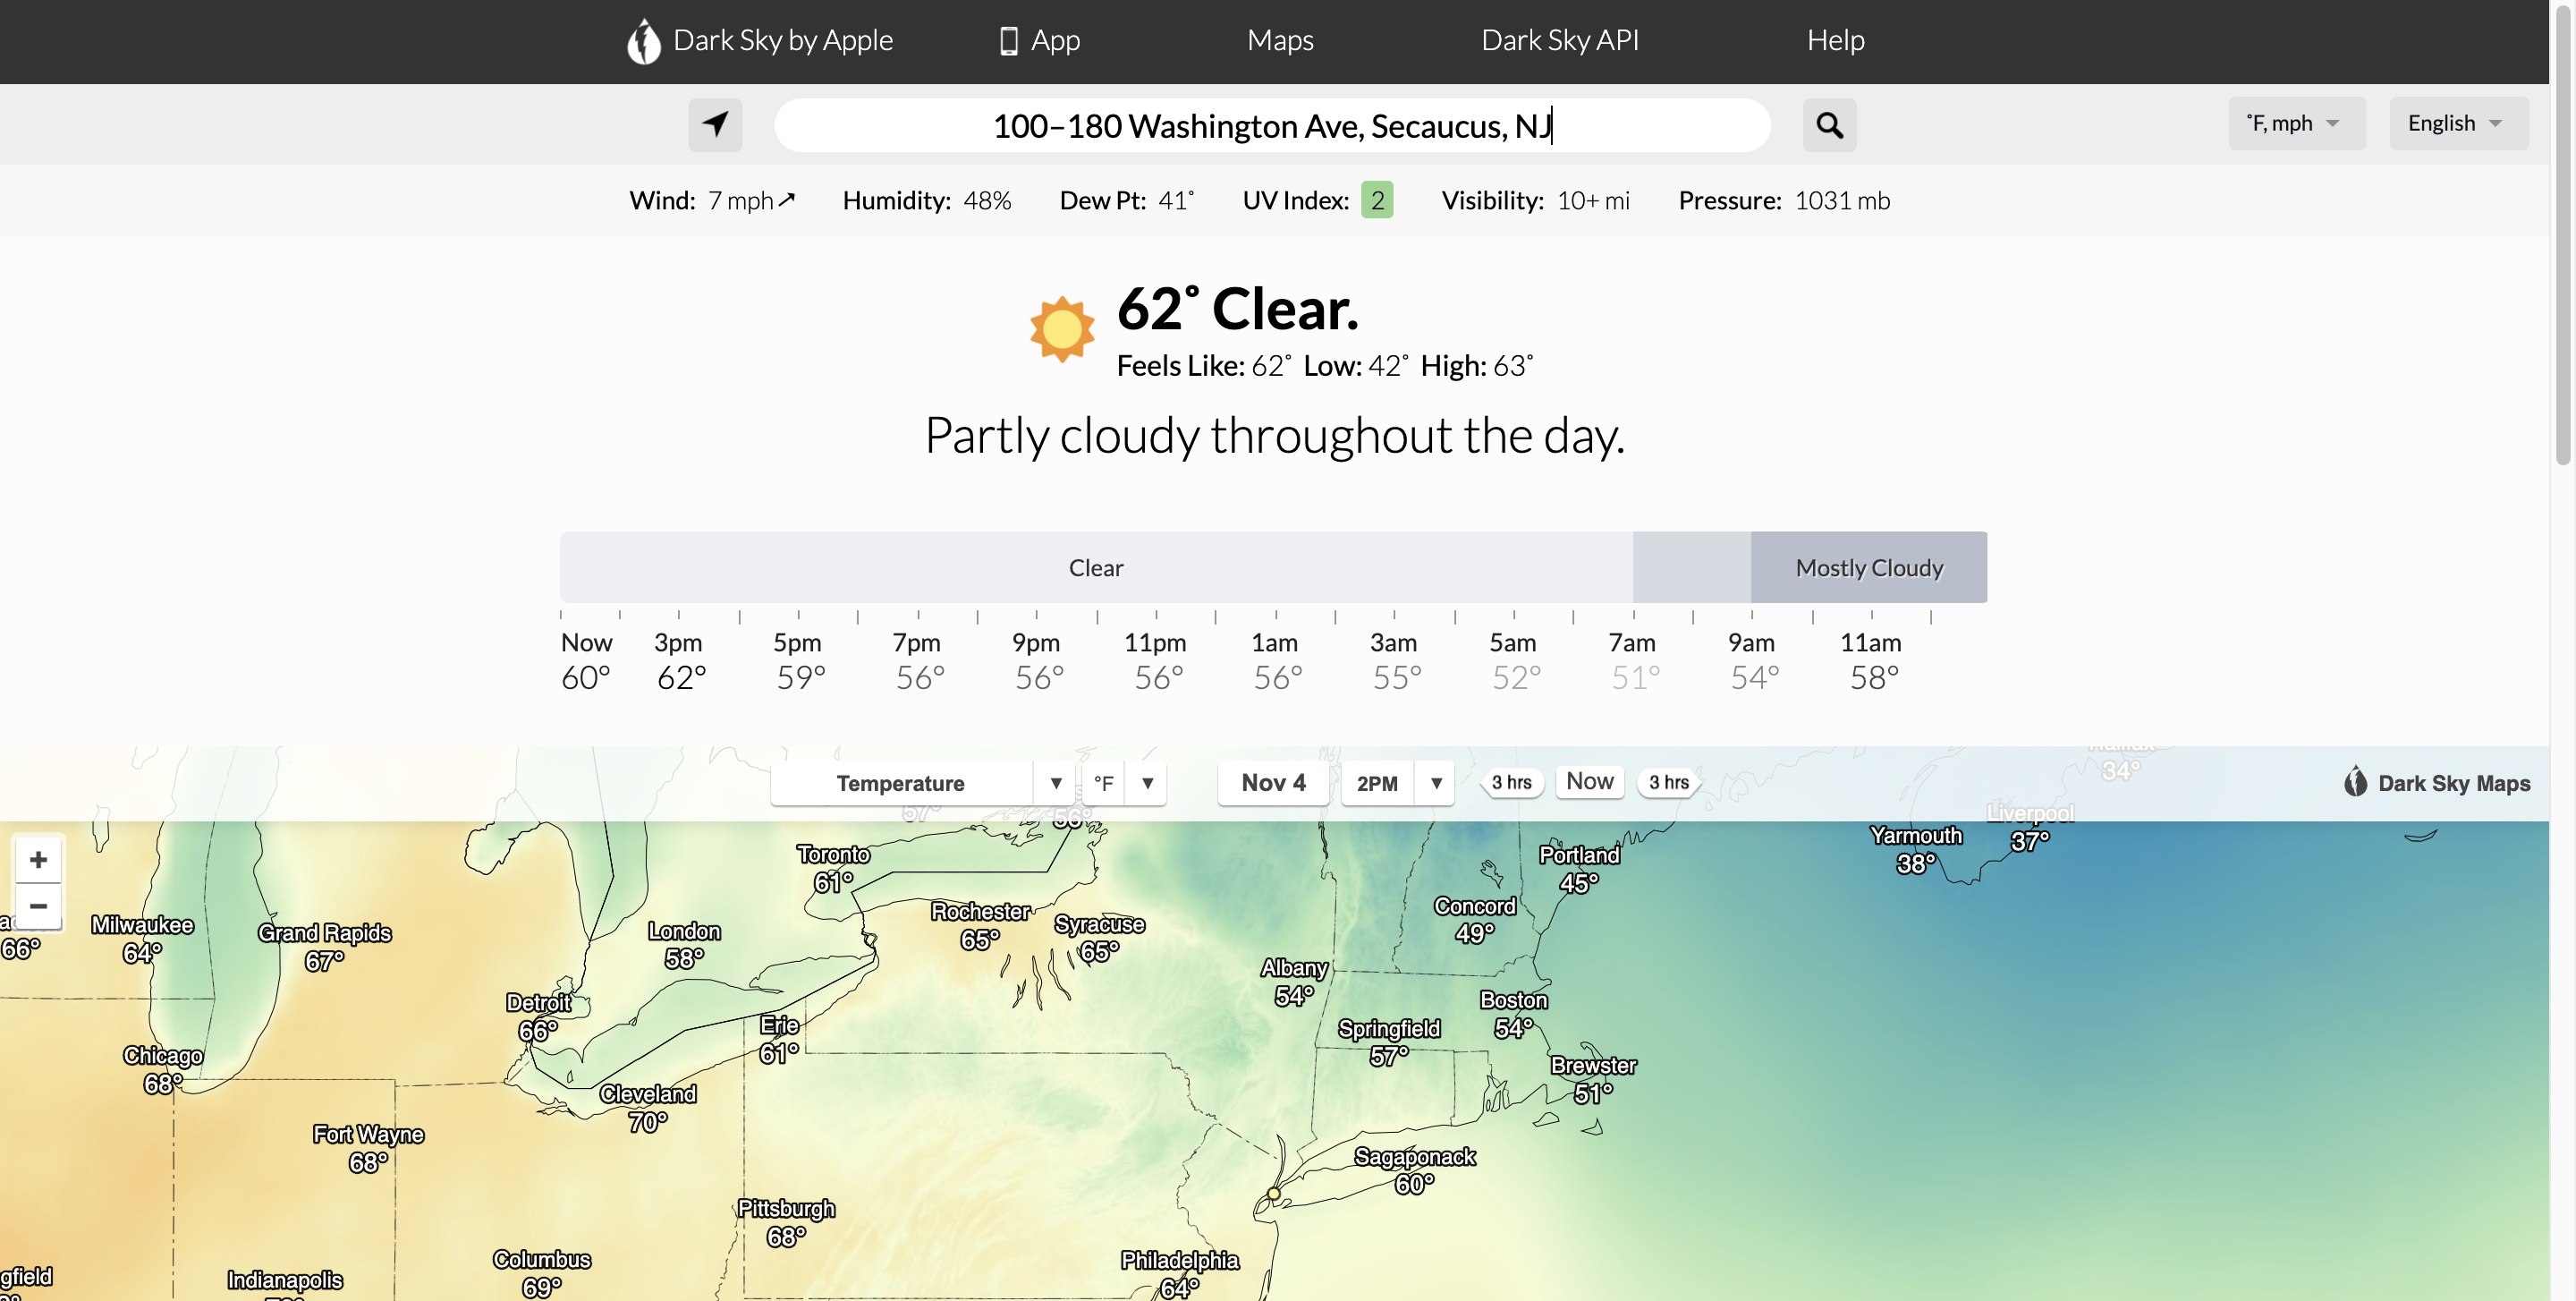 Dark Sky by Apple App Maps Dark Sky API Help
100–180 Washington Ave, Secaucus, NJ °F, mph English
Wind: 7 mph Humidity: 48% Dew Pt: 41° UV Index: 2 Visibility: 10+ mi Pressure: 1031 mb
62° Clear.
Feels Like: 62° Low: 42° High: 63°
Partly cloudy throughout the day.
Clear Mostly Cloudy
Now 3pm 5pm 7pm 9pm 11pm 1am 3am 5am 7am 9am 11am
60° 62° 59° 56° 56° 56° 56° 55° 52° 51° 54° 58°
Halifax
34°
Temperature °F Nov 4 2PM 3 hrs Now 3 hrs Dark Sky Maps
57°
56°
Liverpool
37°
Yarmouth
38°
+
−
Toronto
61°
Portland
45°
Milwaukee
64°
66°
Grand Rapids
67°
London
58°
Rochester
65°
Syracuse
65°
Concord
49°
Albany
54°
Detroit
66°
Erie
61°
Boston
54°
Springfield
57°
Chicago
68°
Brewster
51°
Cleveland
70°
Fort Wayne
68°
Sagaponack
60°
Pittsburgh
68°
Columbus
69°
Philadelphia
64°
gfield
Indianapolis